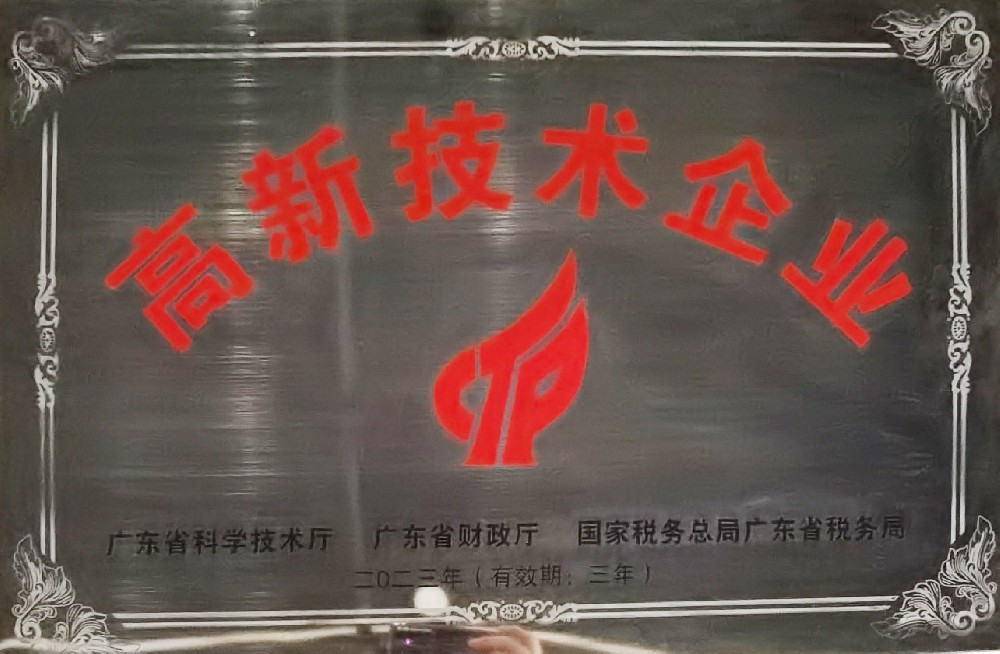 高新技术企业
广东省科学技术厅 广东省财政厅 国家税务总局广东省税务局
二〇二三年（有效期：三年）